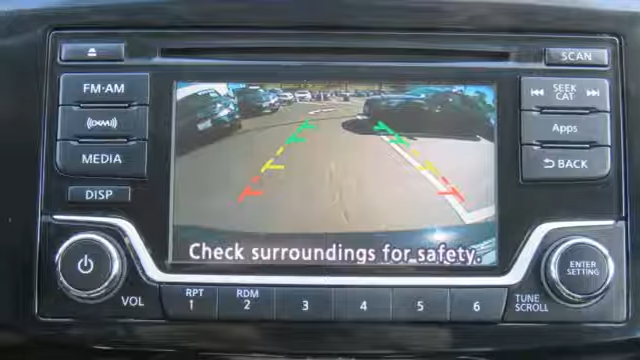 SCAN
FM·AM
SEEK
CAT
((XM))
Apps
MEDIA
BACK
DISP
Check surroundings for safety.
ENTER
SETTING
VOL
RPT
1
RDM
2
3
4
5
6
TUNE
SCROLL